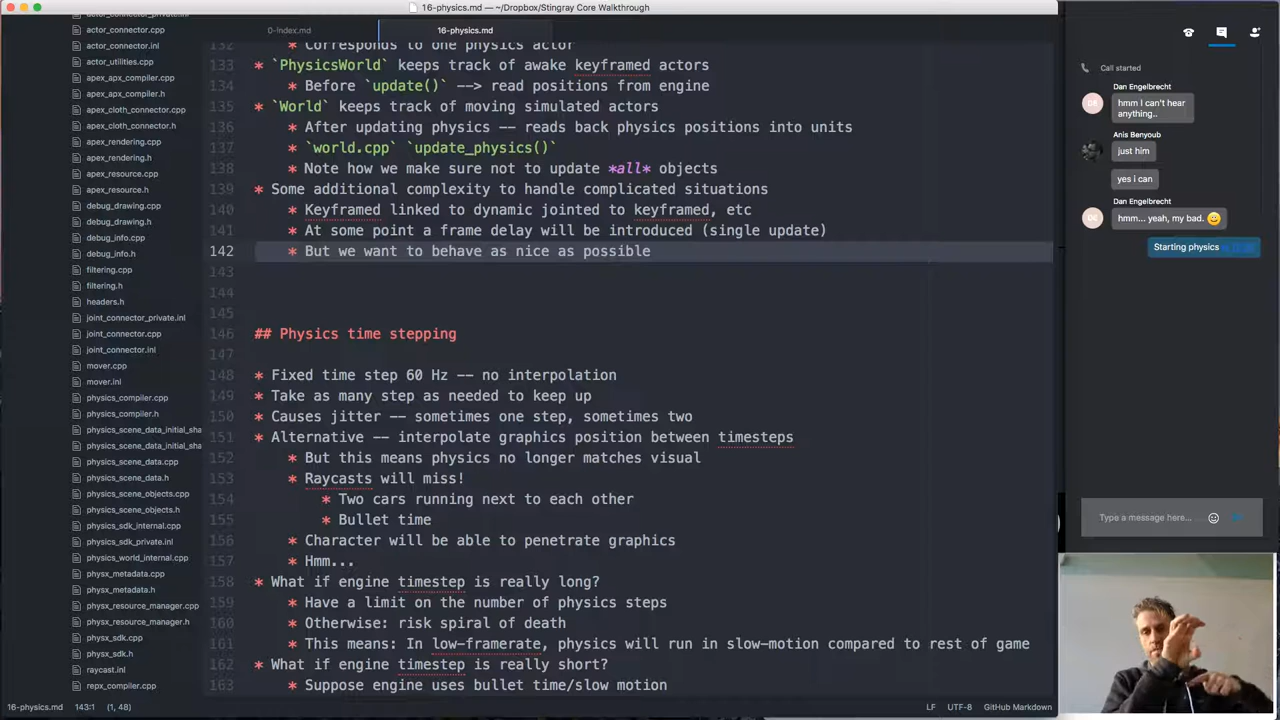 16-physics.md — ~/Dropbox/Stingray Core Walkthrough
0-index.md
16-physics.md
actor_connector.cpp
actor_connector.inl
actor_utilities.cpp
apex_apx_compiler.cpp
apex_apx_compiler.h
apex_cloth_connector.cpp
apex_cloth_connector.h
apex_rendering.cpp
apex_rendering.h
apex_resource.cpp
apex_resource.h
debug_drawing.cpp
debug_drawing.h
debug_info.cpp
debug_info.h
filtering.cpp
filtering.h
headers.h
joint_connector_private.inl
joint_connector.cpp
joint_connector.inl
mover.cpp
mover.inl
physics_compiler.cpp
physics_compiler.h
physics_scene_data_initial_sha
physics_scene_data_initial_sha
physics_scene_data.cpp
physics_scene_data.h
physics_scene_objects.cpp
physics_scene_objects.h
physics_sdk_internal.cpp
physics_sdk_private.inl
physics_world_internal.cpp
physx_metadata.cpp
physx_metadata.h
physx_resource_manager.cpp
physx_resource_manager.h
physx_sdk.cpp
physx_sdk.h
raycast.inl
repx_compiler.cpp
132 * Corresponds to one physics actor
133 * `PhysicsWorld` keeps track of awake keyframed actors
134 * Before `update()` --> read positions from engine
135 * `World` keeps track of moving simulated actors
136 * After updating physics -- reads back physics positions into units
137 * `world.cpp` `update_physics()`
138 * Note how we make sure not to update *all* objects
139 * Some additional complexity to handle complicated situations
140 * Keyframed linked to dynamic jointed to keyframed, etc
141 * At some point a frame delay will be introduced (single update)
142 * But we want to behave as nice as possible
143
144
145
146 ## Physics time stepping
147
148 * Fixed time step 60 Hz -- no interpolation
149 * Take as many step as needed to keep up
150 * Causes jitter -- sometimes one step, sometimes two
151 * Alternative -- interpolate graphics position between timesteps
152 * But this means physics no longer matches visual
153 * Raycasts will miss!
154 * Two cars running next to each other
155 * Bullet time
156 * Character will be able to penetrate graphics
157 * Hmm...
158 * What if engine timestep is really long?
159 * Have a limit on the number of physics steps
160 * Otherwise: risk spiral of death
161 * This means: In low-framerate, physics will run in slow-motion compared to rest of game
162 * What if engine timestep is really short?
163 * Suppose engine uses bullet time/slow motion
16-physics.md 143:1 (1, 48)
LF UTF-8 GitHub Markdown
Call started
Dan Engelbrecht
hmm I can't hear
anything..
Anis Benyoub
just him
yes i can
Dan Engelbrecht
hmm... yeah, my bad.
Starting physics
Type a message here...